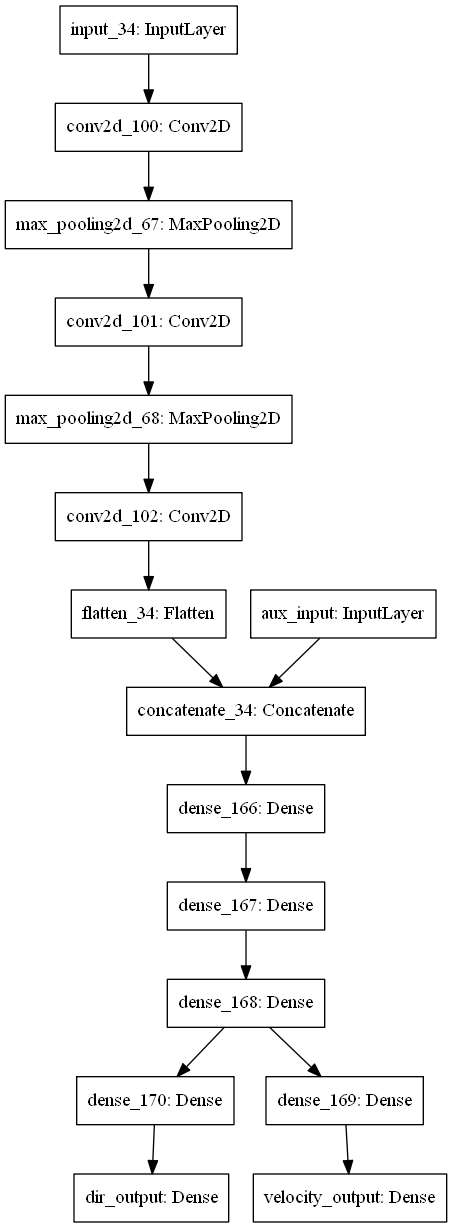 input_34: InputLayer
conv2d_100: Conv2D
max_pooling2d_67: MaxPooling2D
conv2d_101: Conv2D
max_pooling2d_68: MaxPooling2D
conv2d_102: Conv2D
flatten_34: Flatten
aux_input: InputLayer
concatenate_34: Concatenate
dense_166: Dense
dense_167: Dense
dense_168: Dense
dense_170: Dense
dense_169: Dense
dir_output: Dense
velocity_output: Dense